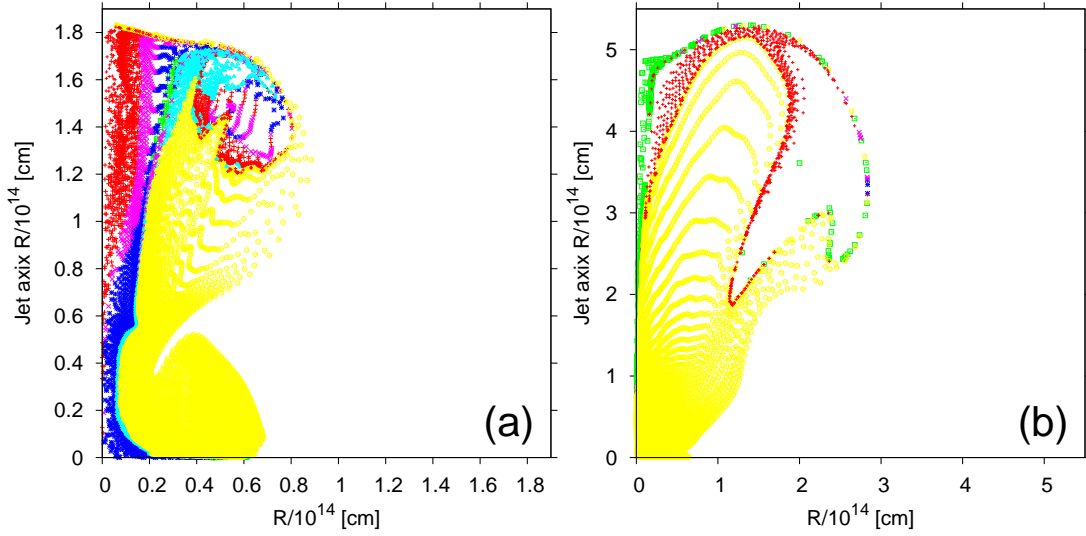 Jet axix R/10^14 [cm]
1.8
1.6
1.4
1.2
1
0.8
0.6
0.4
0.2
0
0 0.2 0.4 0.6 0.8 1 1.2 1.4 1.6 1.8
R/10^14 [cm]
(a)
Jet axix R/10^14 [cm]
5
4
3
2
1
0
0 1 2 3 4 5
R/10^14 [cm]
(b)